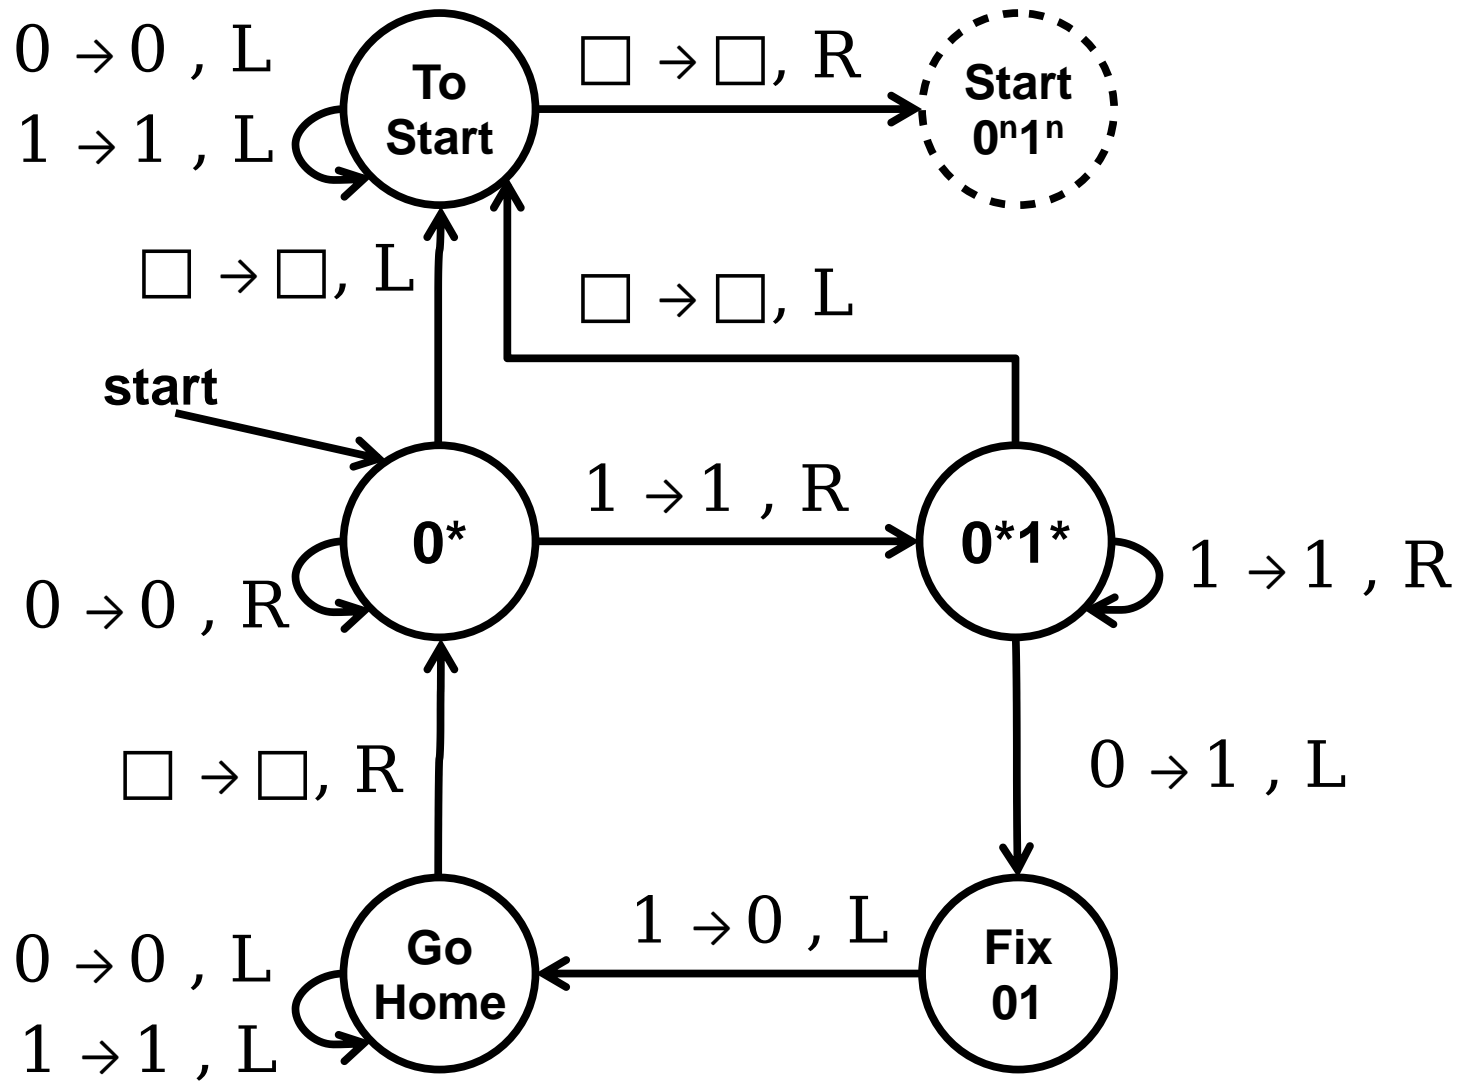 0 → 0 , L
1 → 1 , L
To
Start
□ → □, R
Start
0ⁿ1ⁿ
□ → □, L
□ → □, L
start
0*
1 → 1 , R
0*1*
1 → 1 , R
0 → 0 , R
□ → □, R
0 → 1 , L
1 → 0 , L
0 → 0 , L
1 → 1 , L
Go
Home
Fix
01